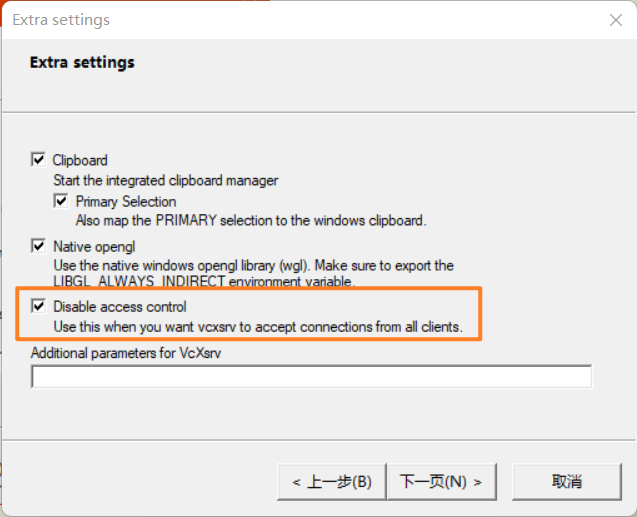 Extra settings
Extra settings
Clipboard
Start the integrated clipboard manager
Primary Selection
Also map the PRIMARY selection to the windows clipboard.
Native opengl
Use the native windows opengl library (wgl). Make sure to export the
LIBGL_ALWAYS_INDIRECT environment variable.
Disable access control
Use this when you want vcxsrv to accept connections from all clients.
Additional parameters for VcXsrv
< 上一步(B) 下一页(N) > 取消